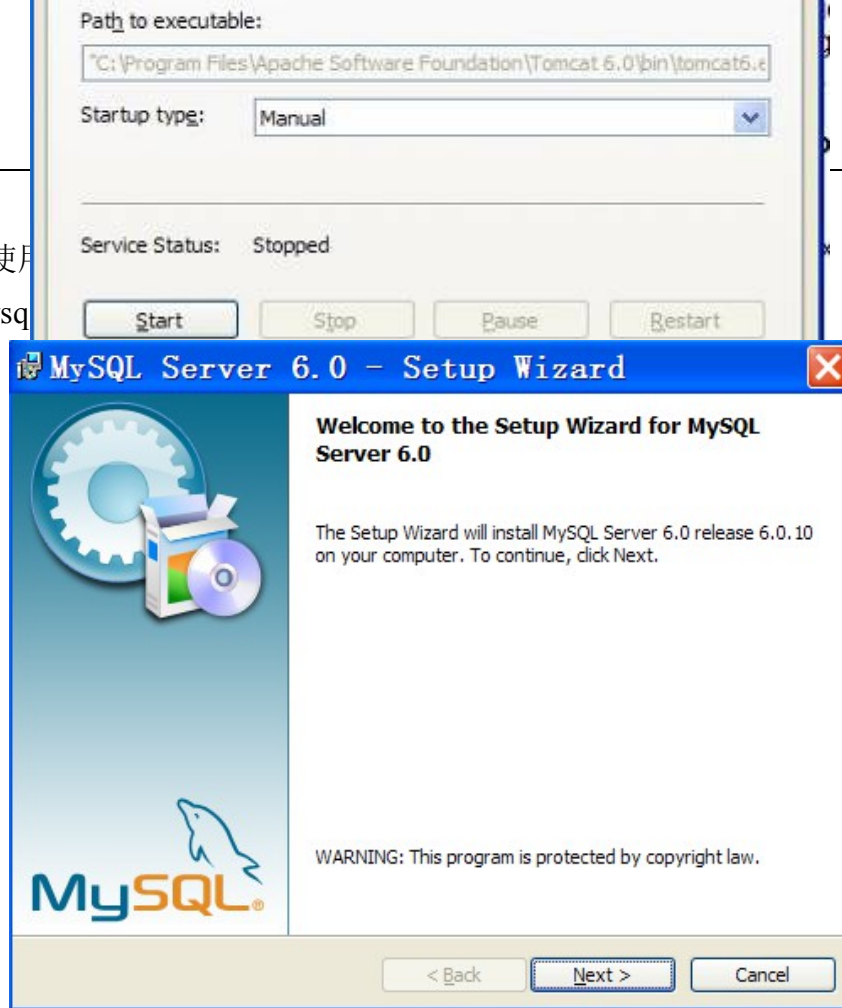 Path to executable:
"C:\Program Files\Apache Software Foundation\Tomcat 6.0\bin\tomcat6.e
Startup type:
Manual
Service Status:
Stopped
Start
Stop
Pause
Restart
MySQL Server 6.0 - Setup Wizard
Welcome to the Setup Wizard for MySQL
Server 6.0
The Setup Wizard will install MySQL Server 6.0 release 6.0.10
on your computer. To continue, click Next.
WARNING: This program is protected by copyright law.
MySQL®
< Back
Next >
Cancel